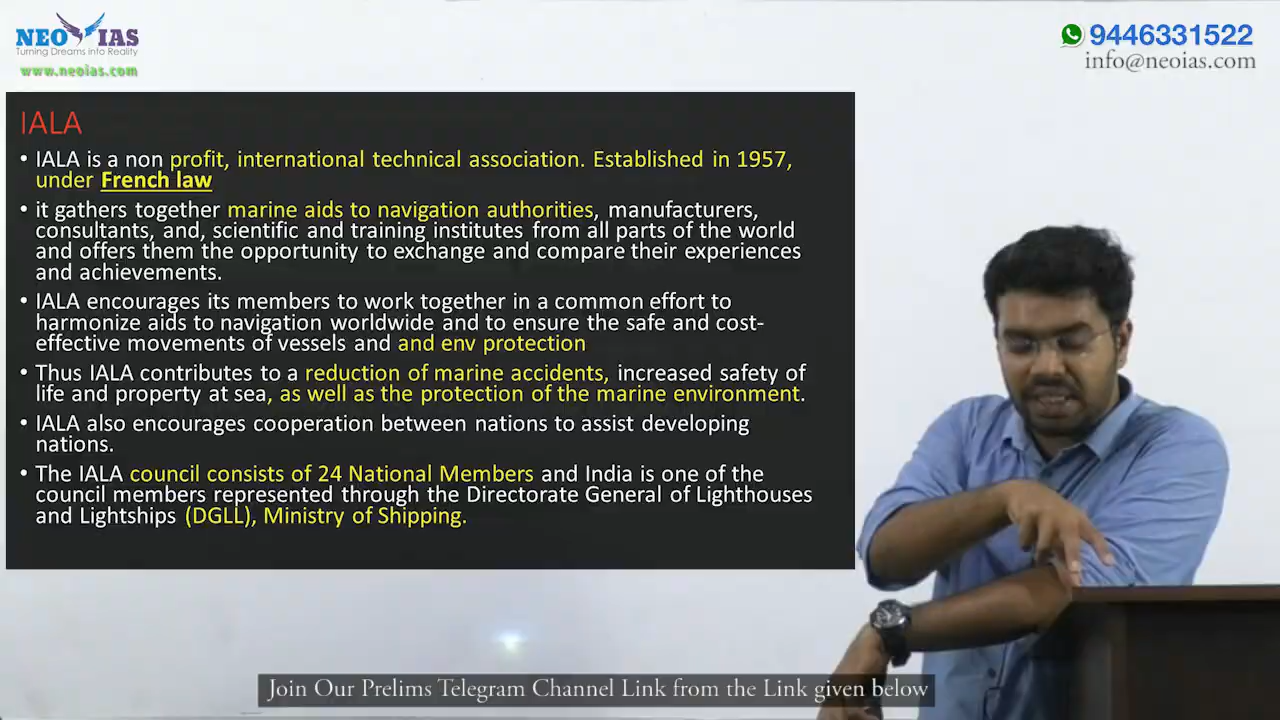 NEO IAS
Turning Dreams into Reality
www.neoias.com
9446331522
info@neoias.com
IALA
• IALA is a non profit, international technical association. Established in 1957,
under French law
• it gathers together marine aids to navigation authorities, manufacturers,
consultants, and, scientific and training institutes from all parts of the world
and offers them the opportunity to exchange and compare their experiences
and achievements.
• IALA encourages its members to work together in a common effort to
harmonize aids to navigation worldwide and to ensure the safe and cost-
effective movements of vessels and and env protection
• Thus IALA contributes to a reduction of marine accidents, increased safety of
life and property at sea, as well as the protection of the marine environment.
• IALA also encourages cooperation between nations to assist developing
nations.
• The IALA council consists of 24 National Members and India is one of the
council members represented through the Directorate General of Lighthouses
and Lightships (DGLL), Ministry of Shipping.
Join Our Prelims Telegram Channel Link from the Link given below